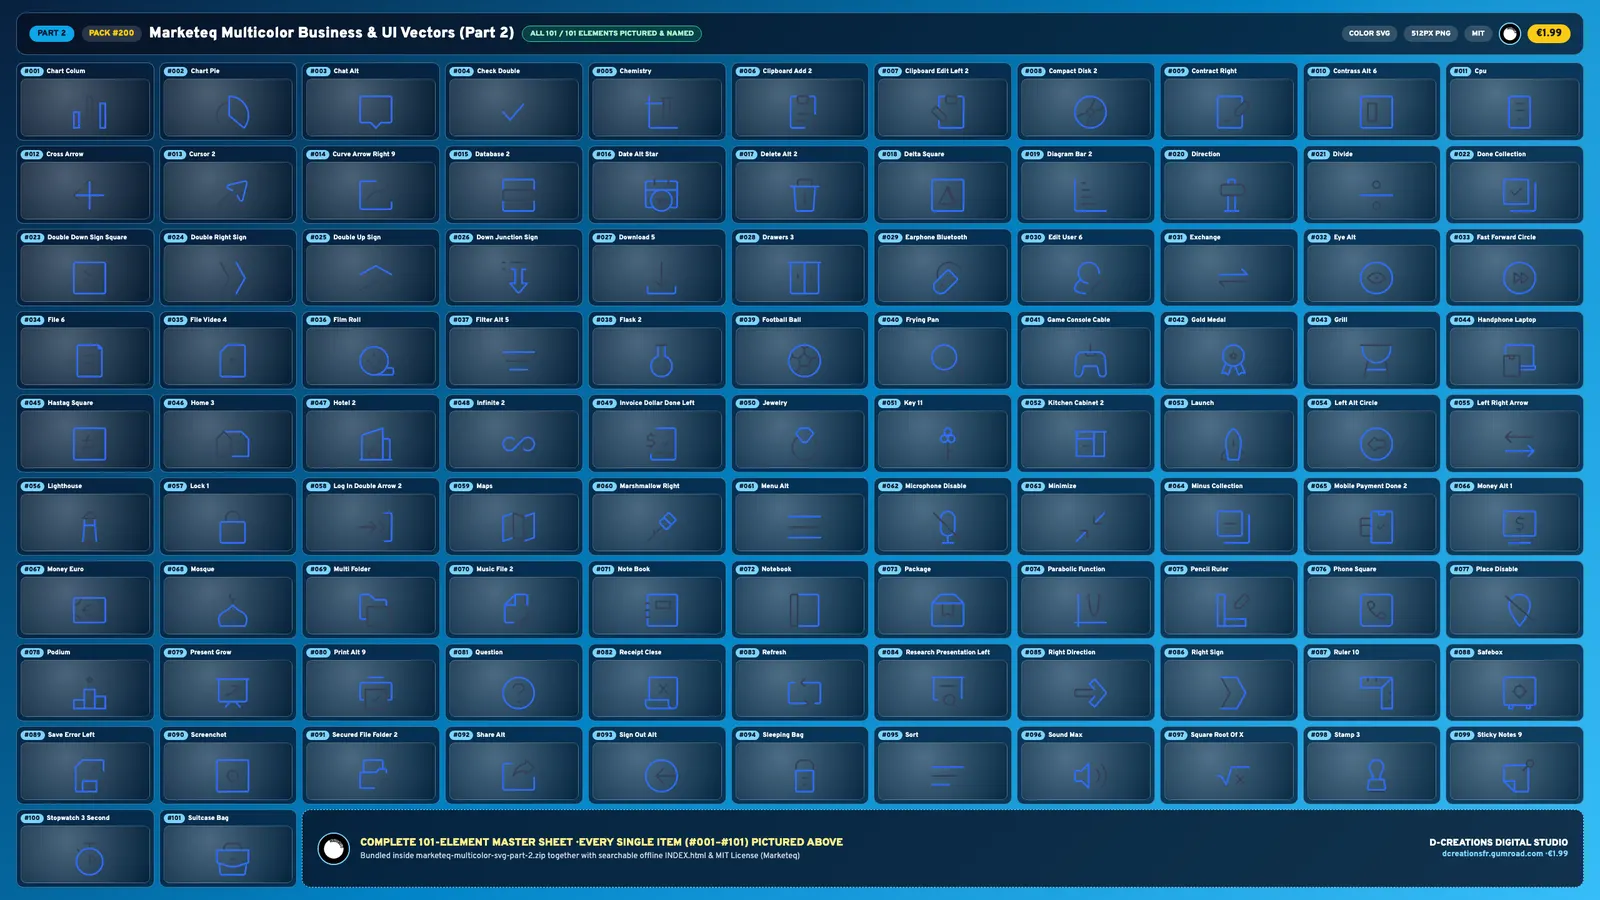 PART 2 PACK #200 Marketeq Multicolor Business & UI Vectors (Part 2) ALL 101 / 101 ELEMENTS PICTURED & NAMED COLOR SVG 512PX PNG MIT €1.99
#001 Chart Colum #002 Chart Pie #003 Chat Alt #004 Check Double #005 Chemistry #006 Clipboard Add 2 #007 Clipboard Edit Left 2 #008 Compact Disk 2 #009 Contract Right #010 Contrass Alt 6 #011 Cpu
#012 Cross Arrow #013 Cursor 2 #014 Curve Arrow Right 9 #015 Database 2 #016 Date Alt Star #017 Delete Alt 2 #018 Delta Square #019 Diagram Bar 2 #020 Direction #021 Divide #022 Done Collection
#023 Double Down Sign Square #024 Double Right Sign #025 Double Up Sign #026 Down Junction Sign #027 Download 5 #028 Drawers 3 #029 Earphone Bluetooth #030 Edit User 6 #031 Exchange #032 Eye Alt #033 Fast Forward Circle
#034 File 6 #035 File Video 4 #036 Film Roll #037 Filter Alt 5 #038 Flask 2 #039 Football Ball #040 Frying Pan #041 Game Console Cable #042 Gold Medal #043 Grill #044 Handphone Laptop
#045 Hastag Square #046 Home 3 #047 Hotel 2 #048 Infinite 2 #049 Invoice Dollar Done Left #050 Jewelry #051 Key 11 #052 Kitchen Cabinet 2 #053 Launch #054 Left Alt Circle #055 Left Right Arrow
#056 Lighthouse #057 Lock 1 #058 Log In Double Arrow 2 #059 Maps #060 Marshmallow Right #061 Menu Alt #062 Microphone Disable #063 Minimize #064 Minus Collection #065 Mobile Payment Done 2 #066 Money Alt 1
#067 Money Euro #068 Mosque #069 Multi Folder #070 Music File 2 #071 Note Book #072 Notebook #073 Package #074 Parabolic Function #075 Pencil Ruler #076 Phone Square #077 Place Disable
#078 Podium #079 Present Grow #080 Print Alt 9 #081 Question #082 Receipt Clese #083 Refresh #084 Research Presentation Left #085 Right Direction #086 Right Sign #087 Ruler 10 #088 Safebox
#089 Save Error Left #090 Screenchot #091 Secured File Folder 2 #092 Share Alt #093 Sign Out Alt #094 Sleeping Bag #095 Sort #096 Sound Max #097 Square Root Of X #098 Stamp 3 #099 Sticky Notes 9
#100 Stopwatch 3 Second #101 Suitcase Bag
COMPLETE 101-ELEMENT MASTER SHEET · EVERY SINGLE ITEM (#001–#101) PICTURED ABOVE
Bundled inside marketeq-multicolor-svg-part-2.zip together with searchable offline INDEX.html & MIT License (Marketeq)
D-CREATIONS DIGITAL STUDIO
dcreationsfr.gumroad.com · €1.99